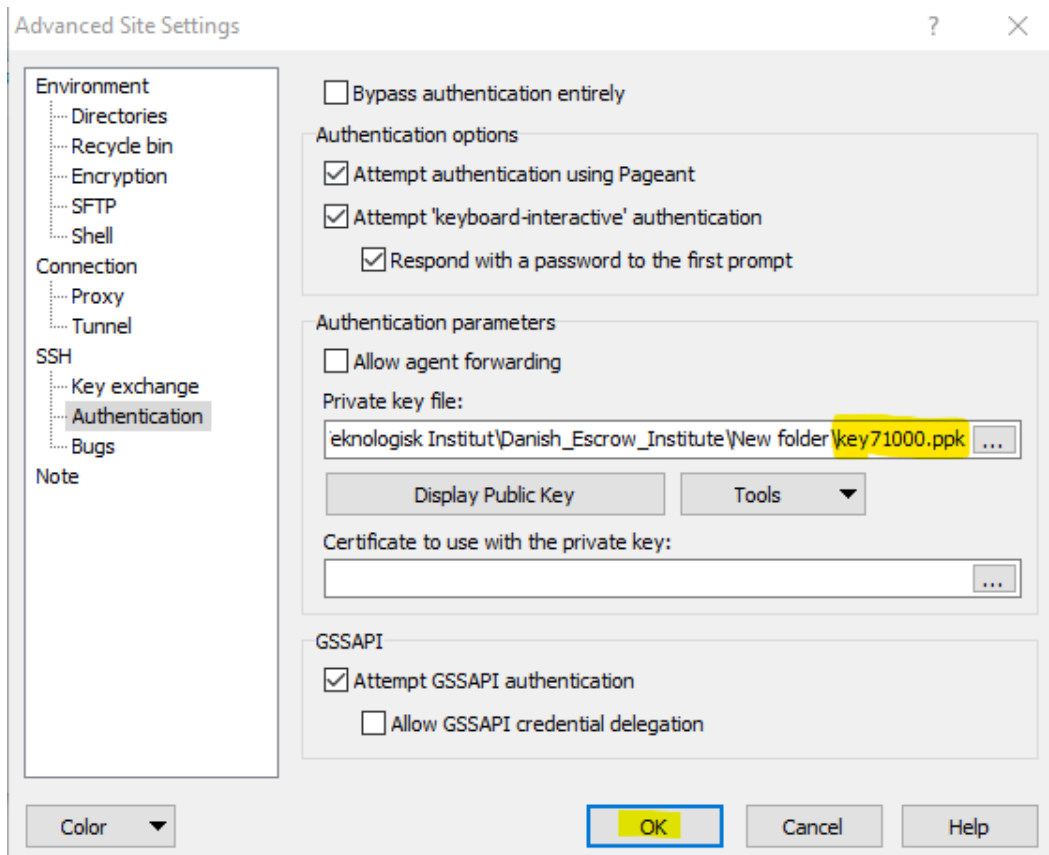 Advanced Site Settings
Environment
Directories
Recycle bin
Encryption
SFTP
Shell
Connection
Proxy
Tunnel
SSH
Key exchange
Authentication
Bugs
Note
Bypass authentication entirely
Authentication options
Attempt authentication using Pageant
Attempt 'keyboard-interactive' authentication
Respond with a password to the first prompt
Authentication parameters
Allow agent forwarding
Private key file:
eknologisk Institut\Danish_Escrow_Institute\New folder\key71000.ppk ...
Display Public Key Tools
Certificate to use with the private key:
...
GSSAPI
Attempt GSSAPI authentication
Allow GSSAPI credential delegation
Color OK Cancel Help